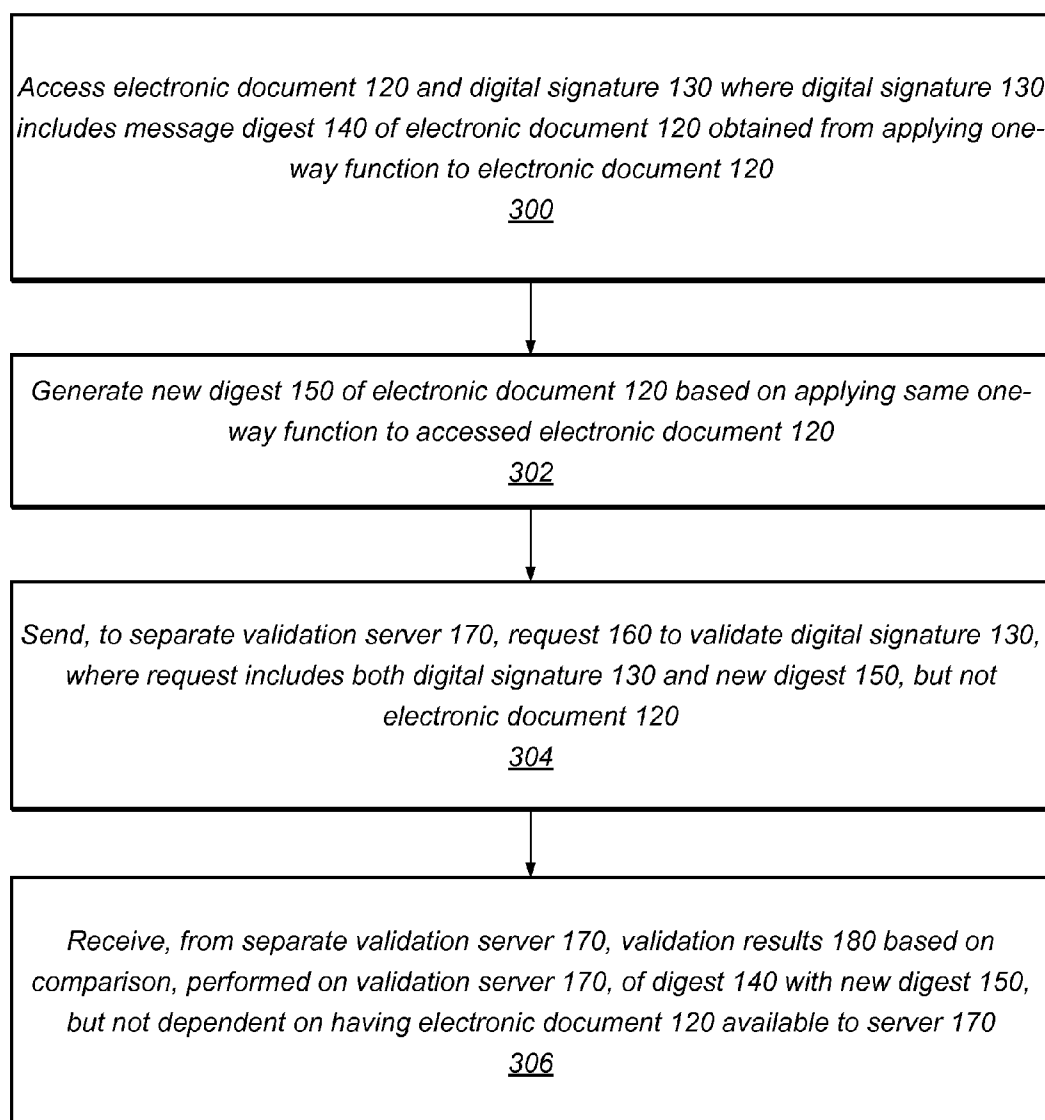 Access electronic document 120 and digital signature 130 where digital signature 130
includes message digest 140 of electronic document 120 obtained from applying one-
way function to electronic document 120
300
Generate new digest 150 of electronic document 120 based on applying same one-
way function to accessed electronic document 120
302
Send, to separate validation server 170, request 160 to validate digital signature 130,
where request includes both digital signature 130 and new digest 150, but not
electronic document 120
304
Receive, from separate validation server 170, validation results 180 based on
comparison, performed on validation server 170, of digest 140 with new digest 150,
but not dependent on having electronic document 120 available to server 170
306